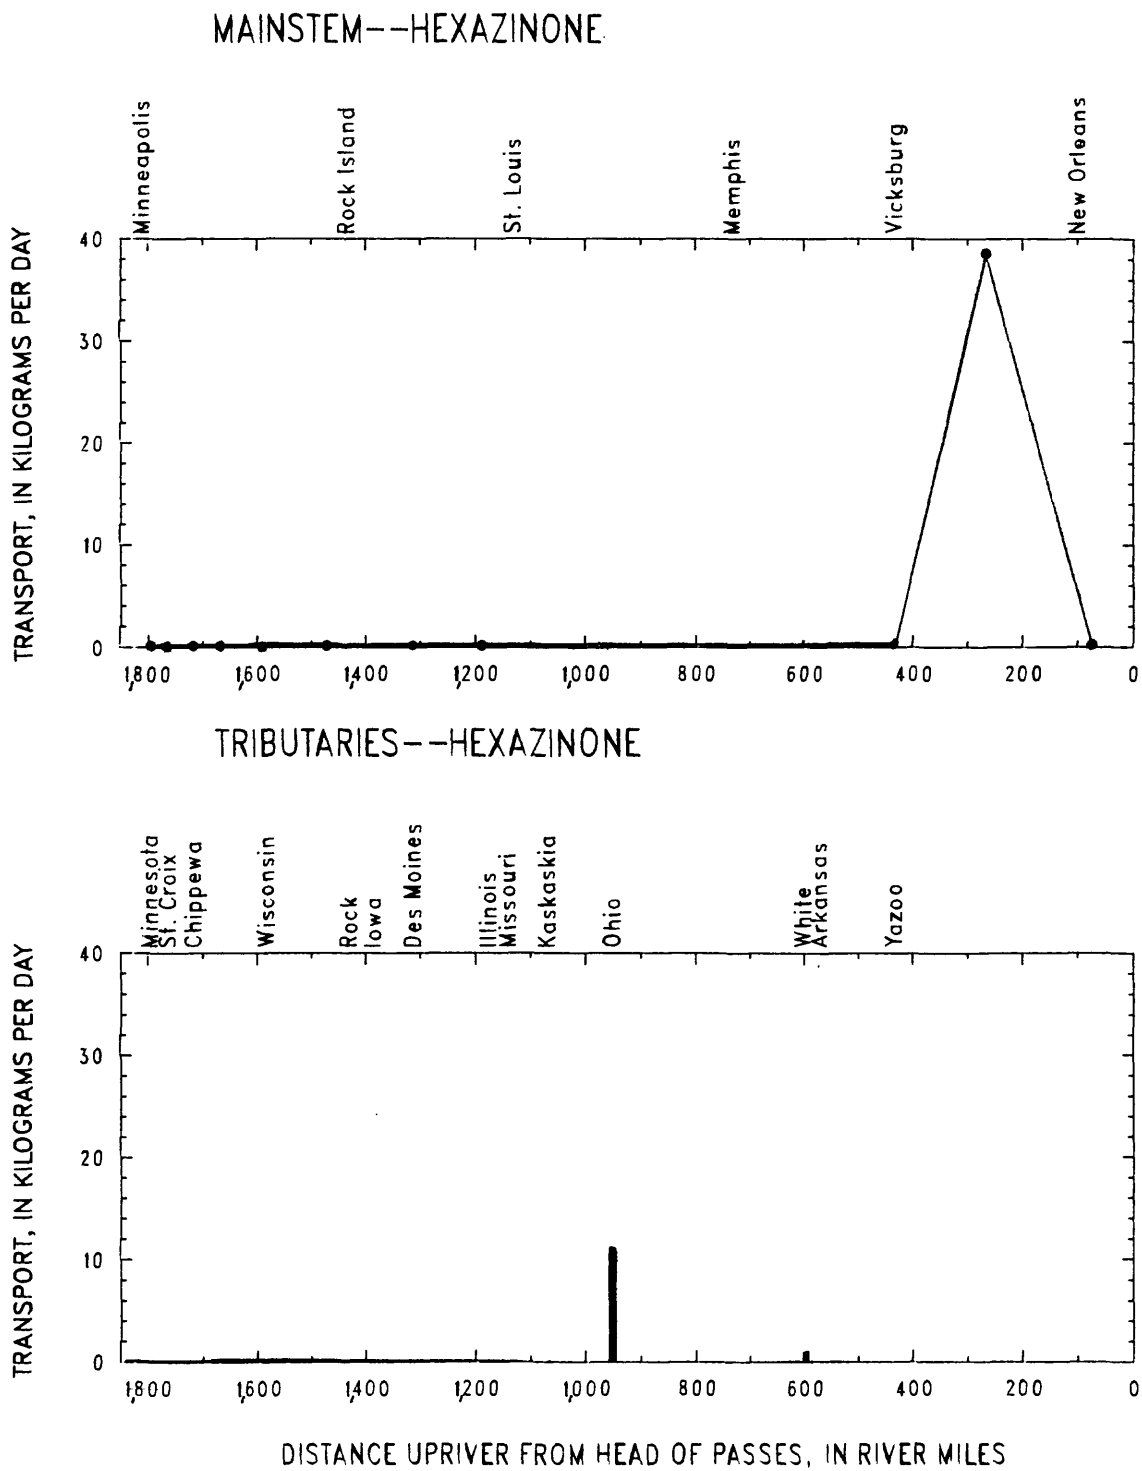 MAINSTEM--HEXAZINONE
Minneapolis
Rock Island
St. Louis
Memphis
Vicksburg
New Orleans
TRANSPORT, IN KILOGRAMS PER DAY
40
30
20
10
0
1,800 1,600 1,400 1,200 1,000 800 600 400 200 0
TRIBUTARIES--HEXAZINONE
Minnesota
St. Croix
Chippewa
Wisconsin
Rock
Iowa
Des Moines
Illinois
Missouri
Kaskaskia
Ohio
White
Arkansas
Yazoo
TRANSPORT, IN KILOGRAMS PER DAY
40
30
20
10
0
1,800 1,600 1,400 1,200 1,000 800 600 400 200 0
DISTANCE UPRIVER FROM HEAD OF PASSES, IN RIVER MILES